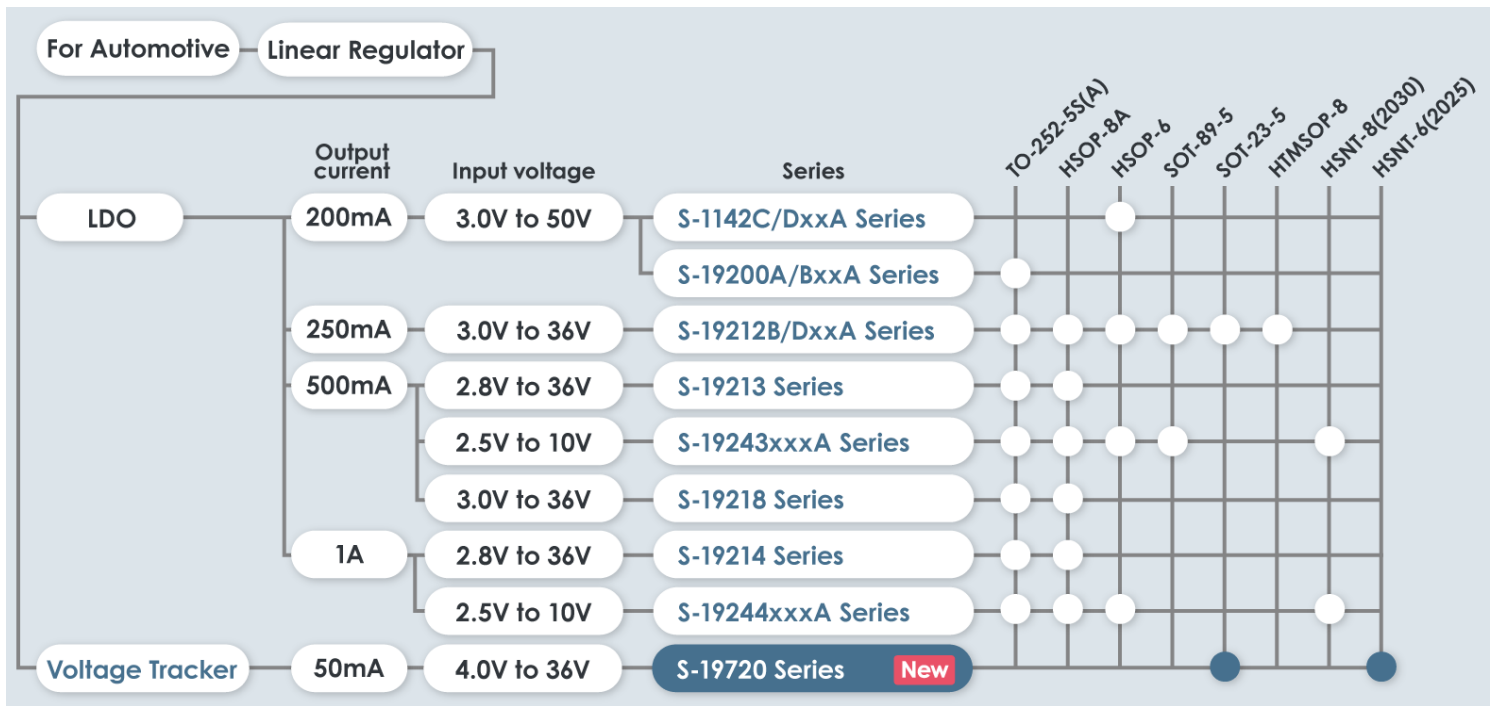 For Automotive
Linear Regulator
TO-252-5S(A)
HSOP-8A
HSOP-6
SOT-89-5
SOT-23-5
HTMSOP-8
HSNT-8(2030)
HSNT-6(2025)
Output
current
Input voltage
Series
LDO
200mA
3.0V to 50V
S-1142C/DxxA Series
S-19200A/BxxA Series
250mA
3.0V to 36V
S-19212B/DxxA Series
500mA
2.8V to 36V
S-19213 Series
2.5V to 10V
S-19243xxxA Series
3.0V to 36V
S-19218 Series
1A
2.8V to 36V
S-19214 Series
2.5V to 10V
S-19244xxxA Series
Voltage Tracker
50mA
4.0V to 36V
S-19720 Series
New